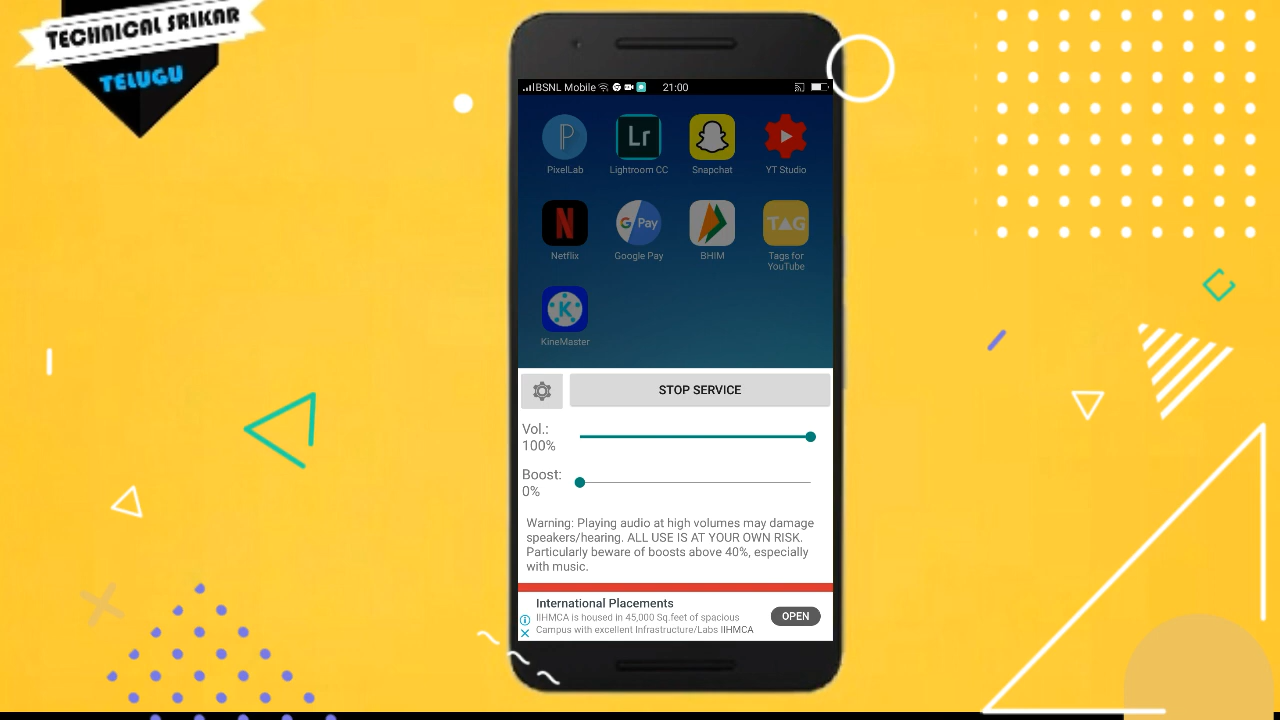 TECHNICAL SRIKAR
TELUGU
BSNL Mobile 21:00
PixelLab
Lr
Lightroom CC
Snapchat
YT Studio
N
Netflix
G Pay
Google Pay
BHIM
TAG
Tags for
YouTube
K
KineMaster
STOP SERVICE
Vol.:
100%
Boost:
0%
Warning: Playing audio at high volumes may damage
speakers/hearing. ALL USE IS AT YOUR OWN RISK.
Particularly beware of boosts above 40%, especially
with music.
International Placements
IIHMCA is housed in 45,000 Sq.feet of spacious
Campus with excellent Infrastructure/Labs IIHMCA
OPEN